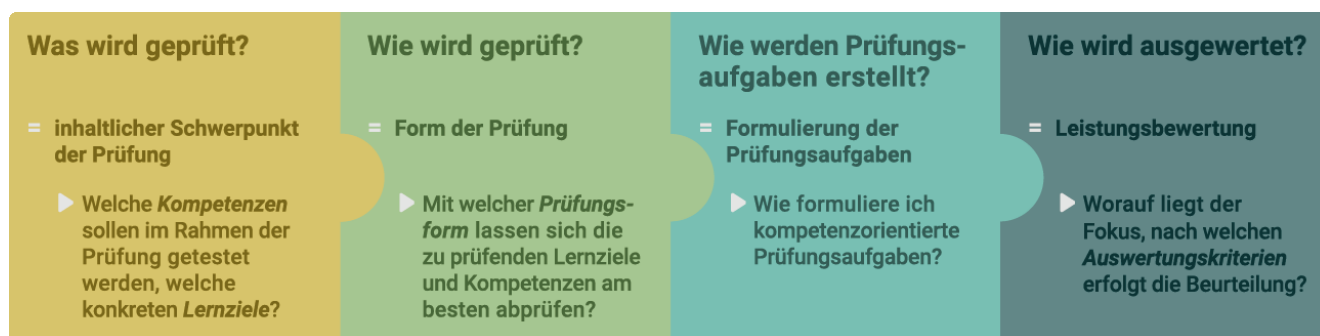 Was wird geprüft?
= inhaltlicher Schwerpunkt
der Prüfung
Welche Kompetenzen
sollen im Rahmen der
Prüfung getestet
werden, welche
konkreten Lernziele?
Wie wird geprüft?
= Form der Prüfung
Mit welcher Prüfungs-
form lassen sich die
zu prüfenden Lernziele
und Kompetenzen am
besten abprüfen?
Wie werden Prüfungs-
aufgaben erstellt?
= Formulierung der
Prüfungsaufgaben
Wie formuliere ich
kompetenzorientierte
Prüfungsaufgaben?
Wie wird ausgewertet?
= Leistungsbewertung
Worauf liegt der
Fokus, nach welchen
Auswertungskriterien
erfolgt die Beurteilung?